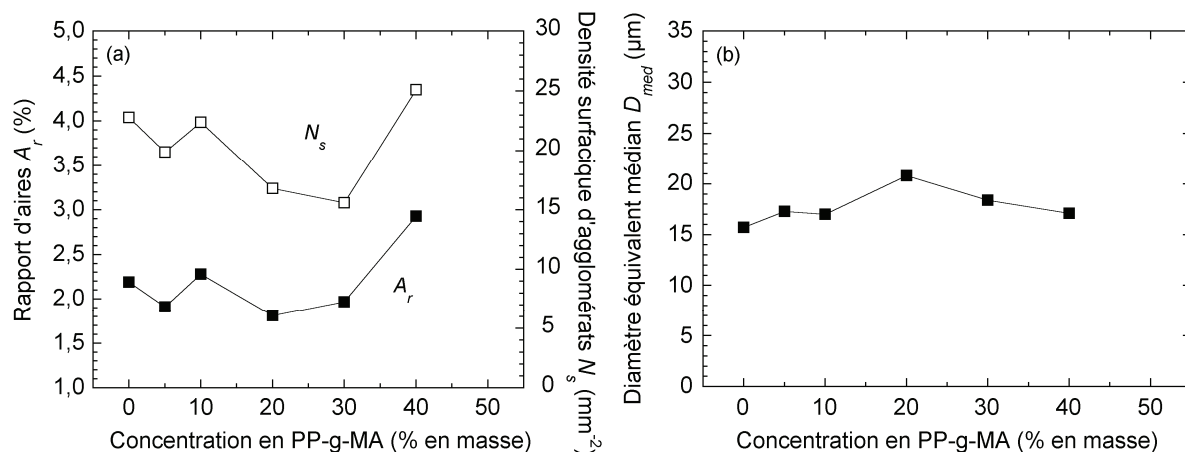 (a)
5,0
4,5
4,0
3,5
3,0
2,5
2,0
1,5
1,0
Rapport d'aires A_r (%)
N_s
A_r
30
25
20
15
10
5
0
Densité surfacique d'agglomérats N_s (mm⁻²)
0 10 20 30 40 50
Concentration en PP-g-MA (% en masse)
(b)
35
30
25
20
15
10
5
0
Diamètre équivalent médian D_med (µm)
0 10 20 30 40 50
Concentration en PP-g-MA (% en masse)